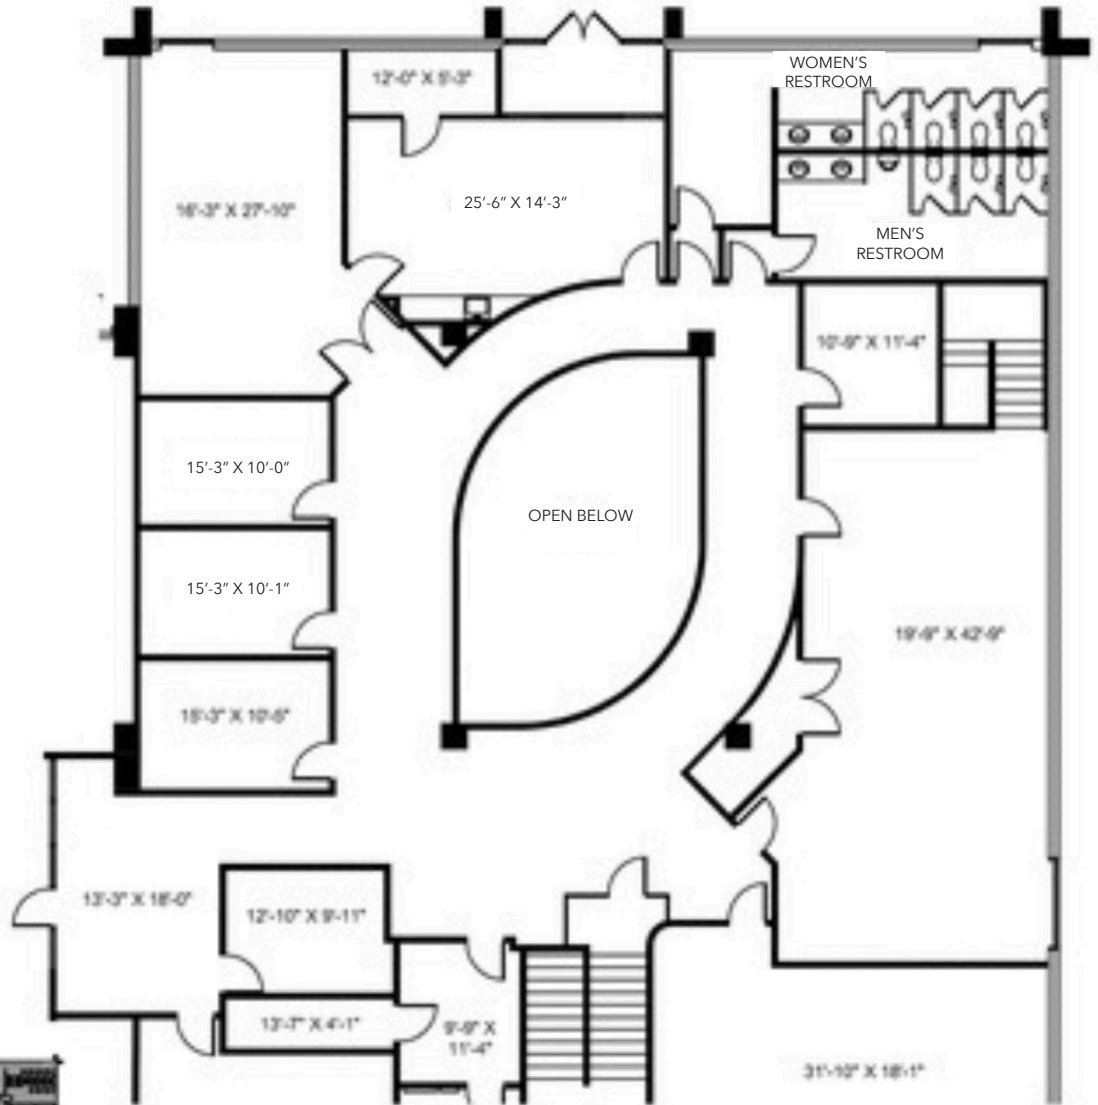 WOMEN'S
RESTROOM
12'-0" X 5'-3"
25'-6" X 14'-3"
16'-3" X 27'-10"
MEN'S
RESTROOM
10'-9" X 11'-4"
15'-3" X 10'-0"
OPEN BELOW
15'-3" X 10'-1"
19'-9" X 42'-9"
15'-3" X 10'-5"
13'-3" X 18'-0"
12'-10" X 9'-11"
13'-7" X 4'-1"
9'-9" X
11'-4"
31'-10" X 18'-1"